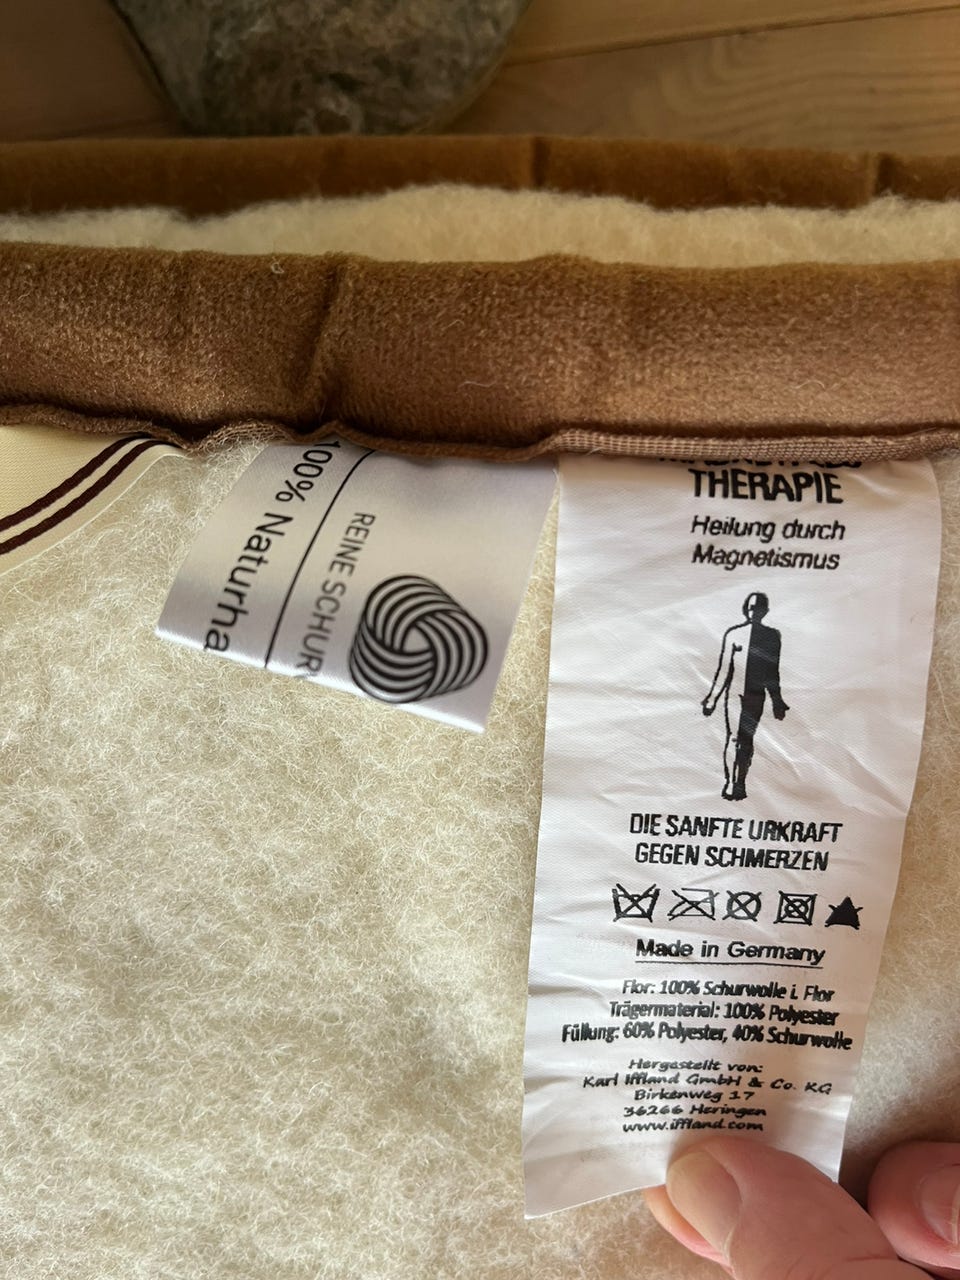 100% Naturha
REINE SCHUR
THERAPIE
Heilung durch
Magnetismus
DIE SANFTE URKRAFT
GEGEN SCHMERZEN
Made in Germany
Flor: 100% Schurwolle i. Flor
Trägermaterial: 100% Polyester
Füllung: 60% Polyester, 40% Schurwolle
Hergestellt von:
Karl Iffland GmbH & Co. KG
Birkenweg 17
36266 Heringen
www.iffland.com